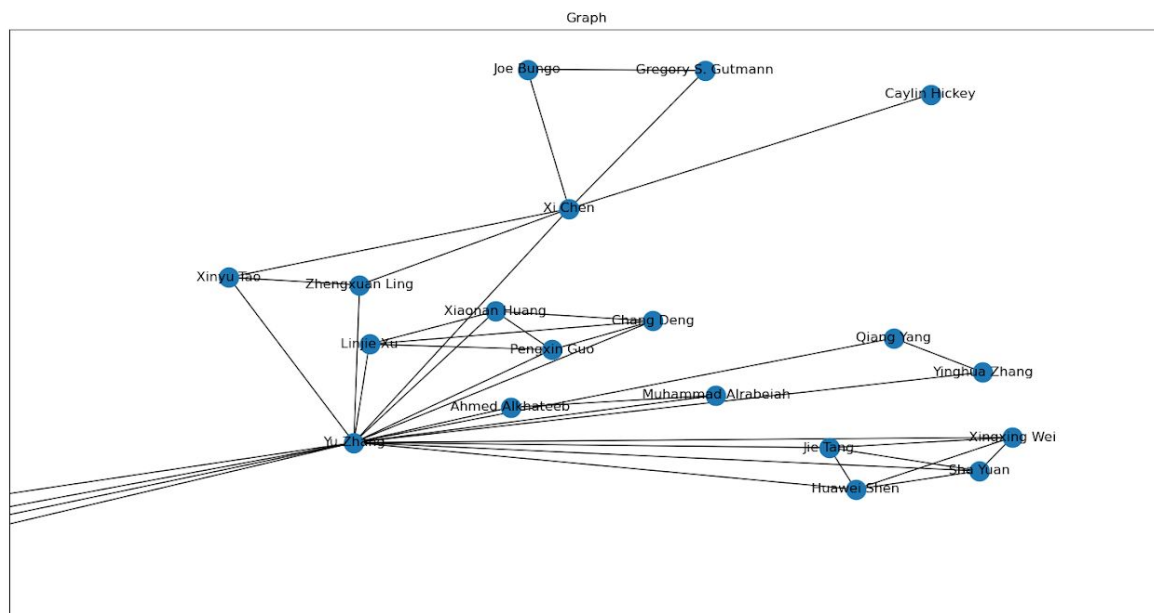 Graph
Joe Bungo
Gregory S. Gutmann
Caylin Hickey
Xi Chen
Xinyu Tao
Zhengxuan Ling
Xiaonan Huang
Chang Deng
Linjie Xu
Pengxin Guo
Qiang Yang
Yinghua Zhang
Muhammad Alrabeiah
Ahmed Alkhateeb
Yu Zhang
Xingxing Wei
Jie Tang
Sha Yuan
Huawei Shen